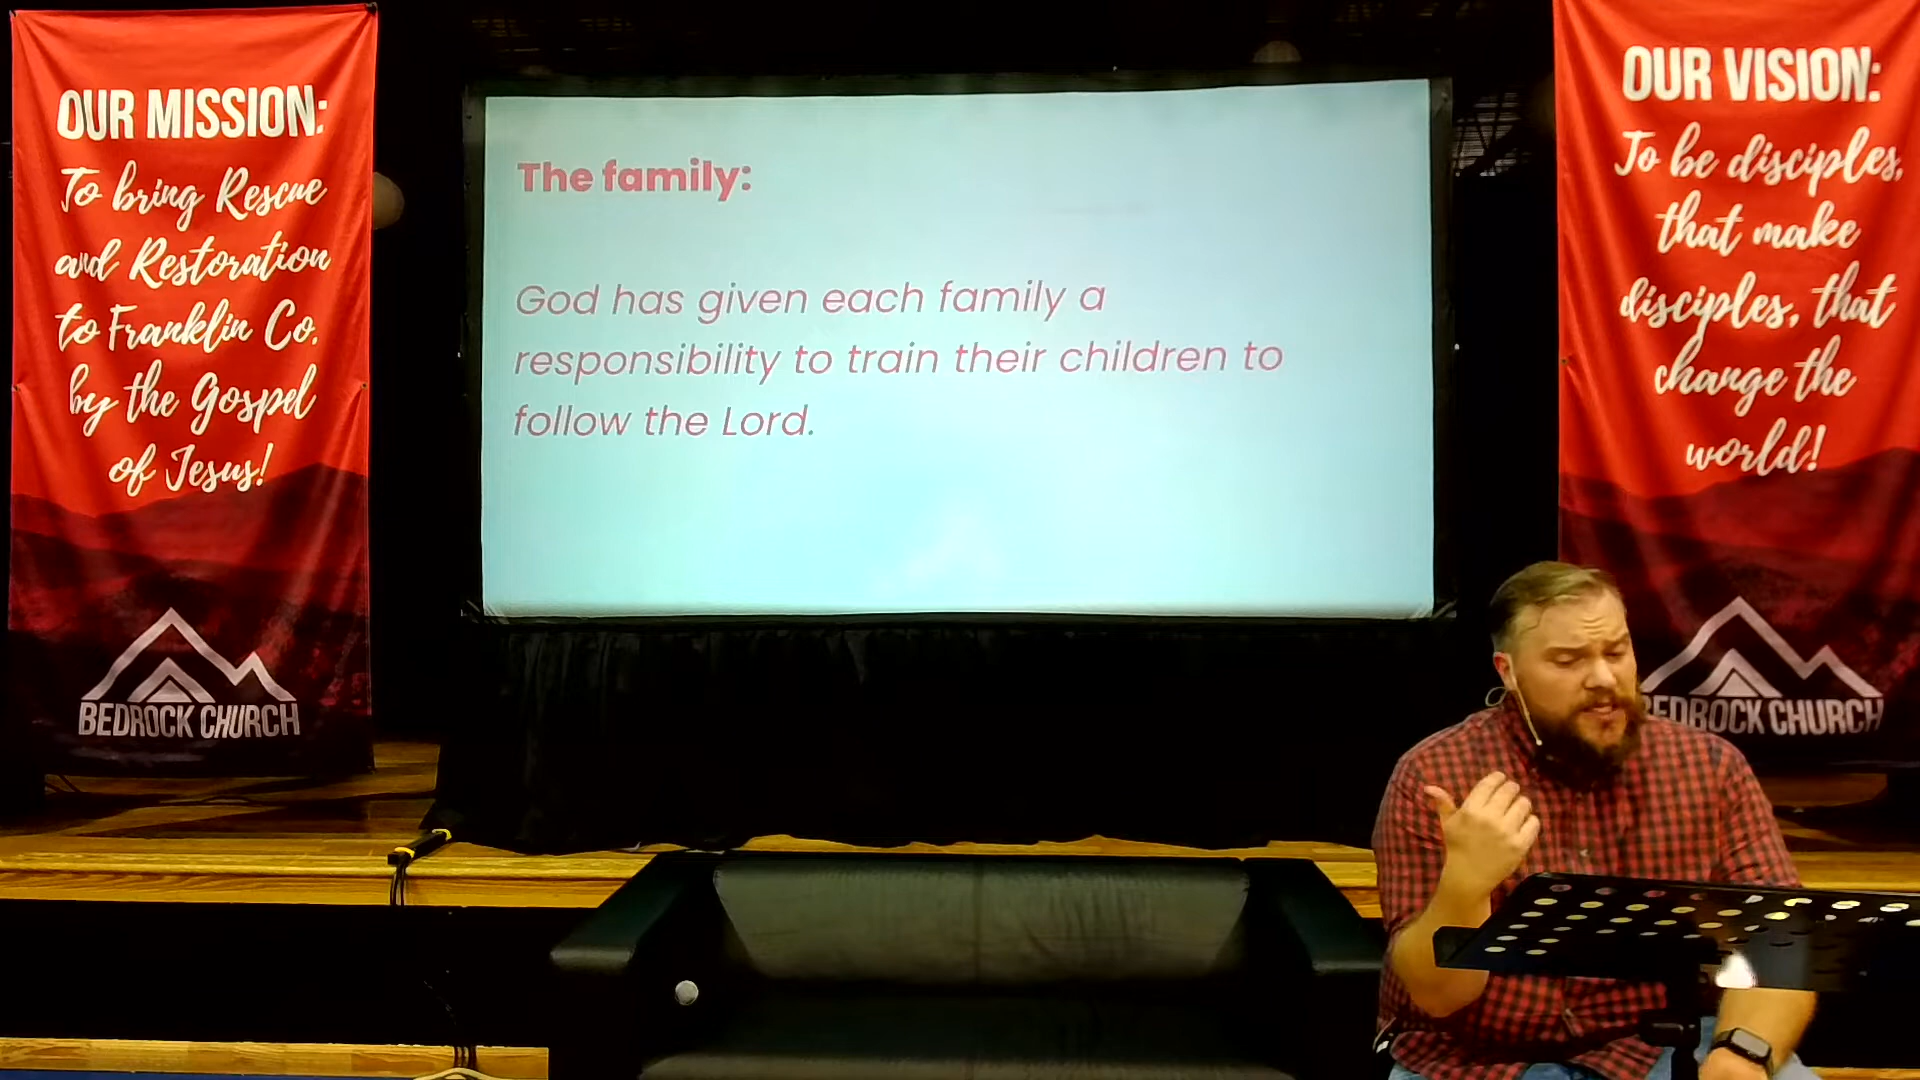 OUR MISSION:
To bring Rescue
and Restoration
to Franklin Co.
by the Gospel
of Jesus!
BEDROCK CHURCH
The family:
God has given each family a
responsibility to train their children to
follow the Lord.
OUR VISION:
To be disciples,
that make
disciples, that
change the
world!
BEDROCK CHURCH